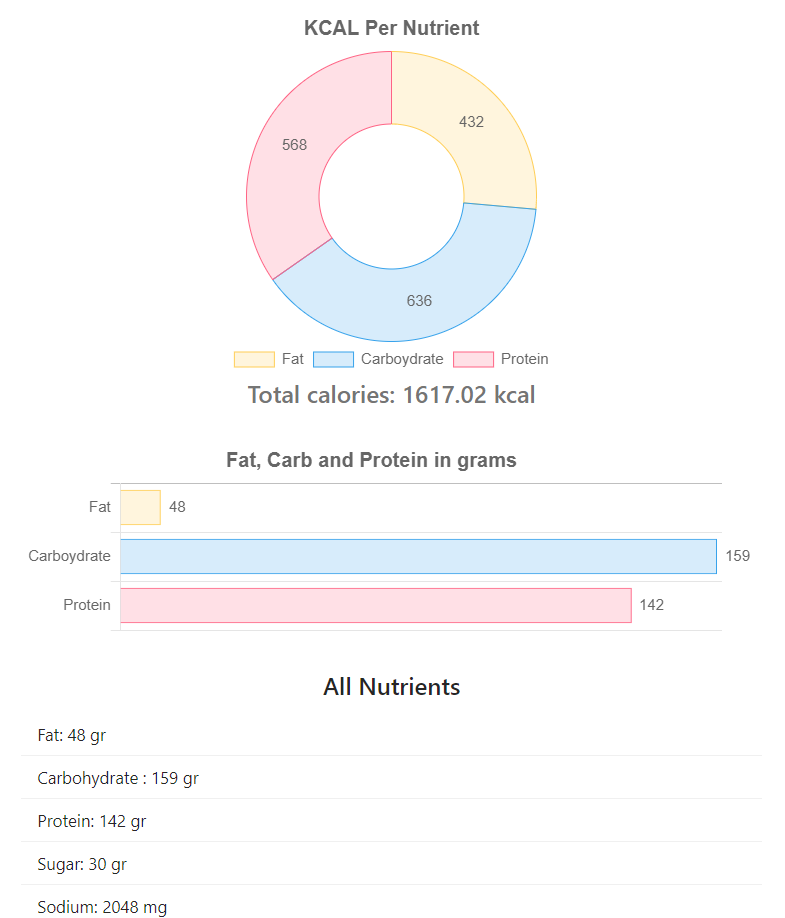 KCAL Per Nutrient
432
568
636
Fat Carboydrate Protein
Total calories: 1617.02 kcal
Fat, Carb and Protein in grams
Fat 48
Carboydrate 159
Protein 142
All Nutrients
Fat: 48 gr
Carbohydrate : 159 gr
Protein: 142 gr
Sugar: 30 gr
Sodium: 2048 mg